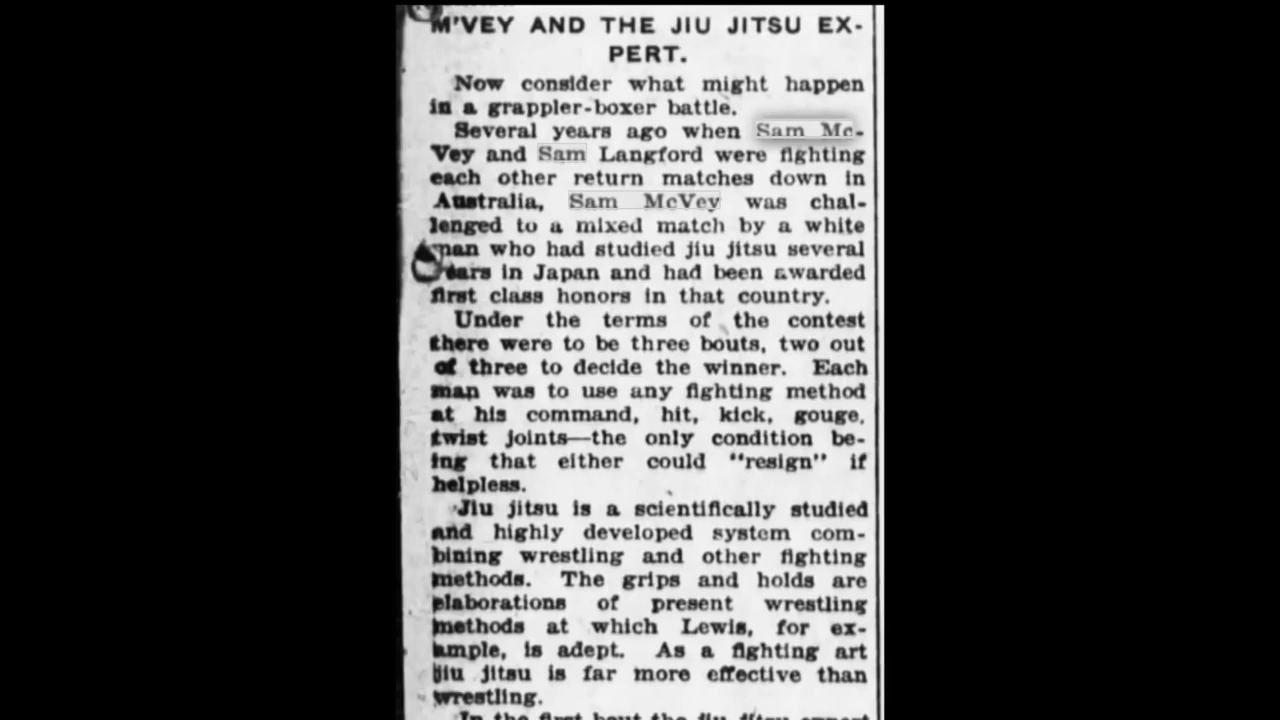 M'VEY AND THE JIU JITSU EX-
PERT.
Now consider what might happen
in a grappler-boxer battle.
Several years ago when Sam Mc-
Vey and Sam Langford were fighting
each other return matches down in
Australia, Sam McVey was chal-
lenged to a mixed match by a white
man who had studied jiu jitsu several
years in Japan and had been awarded
first class honors in that country.
Under the terms of the contest
there were to be three bouts, two out
of three to decide the winner. Each
man was to use any fighting method
at his command, hit, kick, gouge,
twist joints—the only condition be-
ing that either could "resign" if
helpless.
Jiu jitsu is a scientifically studied
and highly developed system com-
bining wrestling and other fighting
methods. The grips and holds are
elaborations of present wrestling
methods at which Lewis, for ex-
ample, is adept. As a fighting art
jiu jitsu is far more effective than
wrestling.
In the first bout the jiu jitsu expert